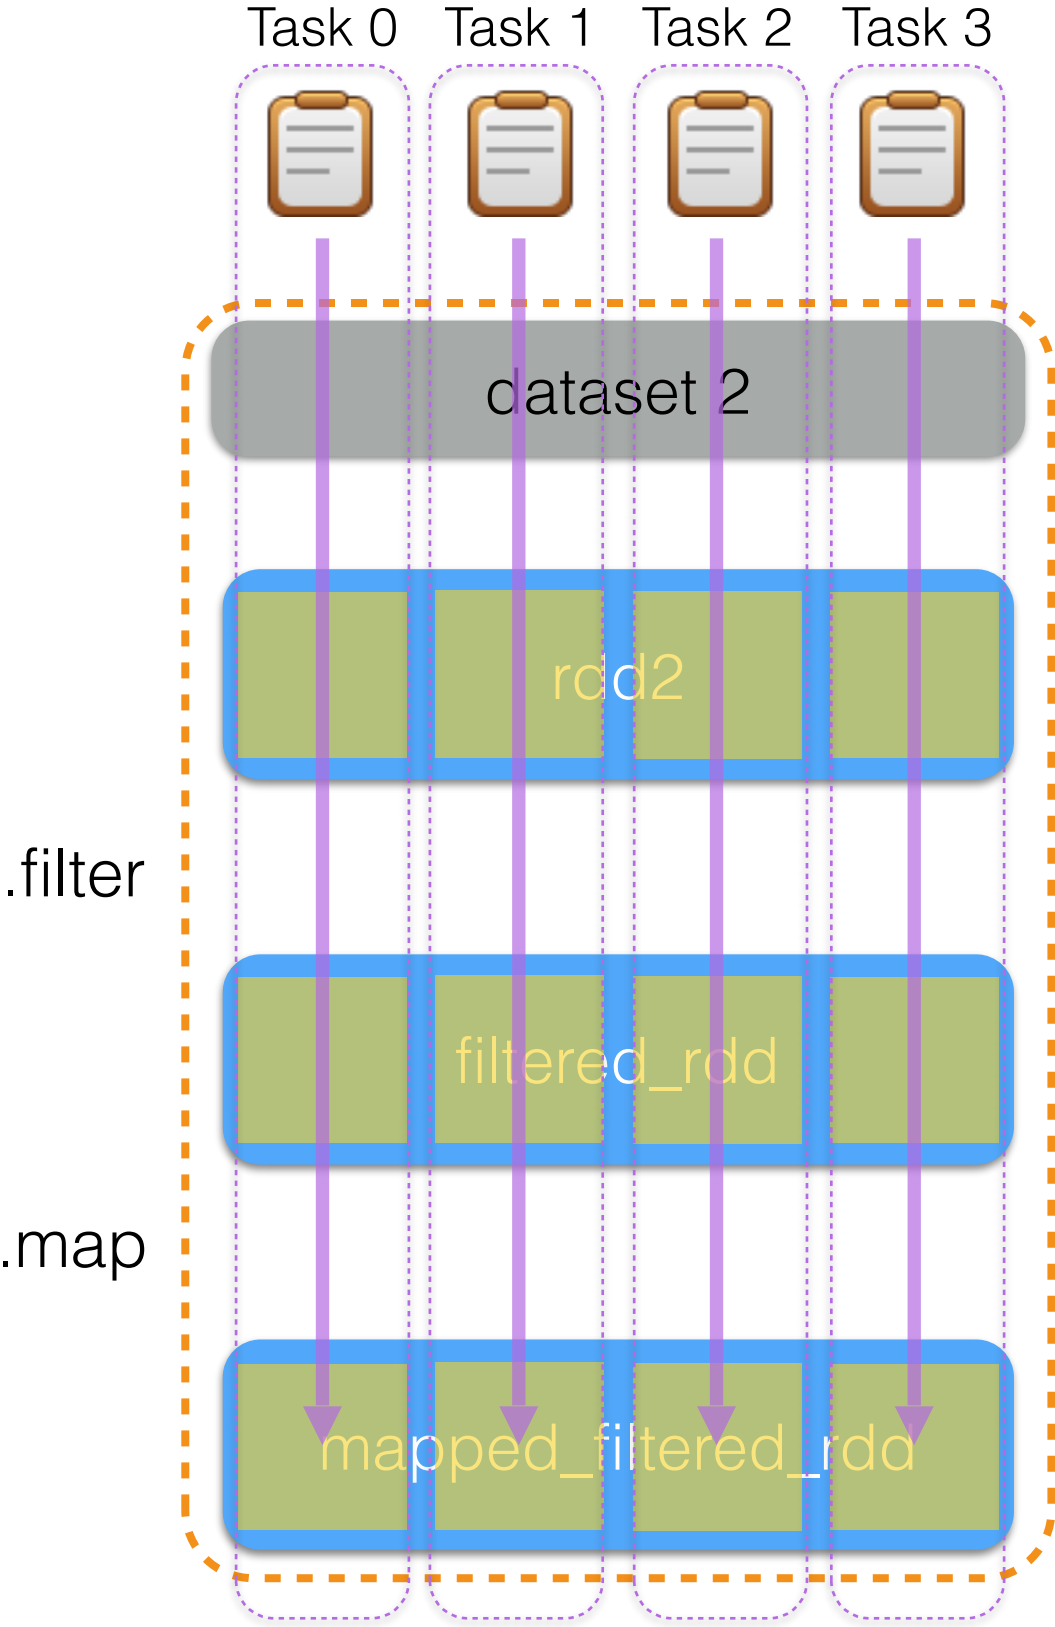 Task 0 Task 1 Task 2 Task 3
dataset 2
rdd2
.filter
filtered_rdd
.map
mapped_filtered_rdd